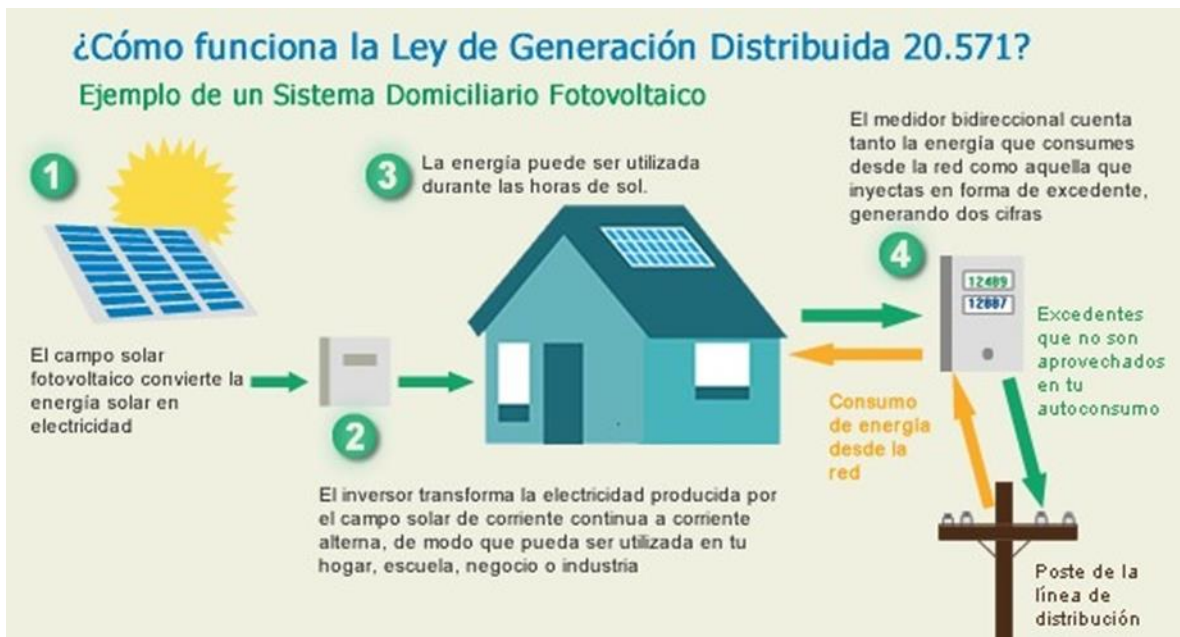 ¿Cómo funciona la Ley de Generación Distribuida 20.571?
Ejemplo de un Sistema Domiciliario Fotovoltaico
1
El campo solar
fotovoltaico convierte la
energía solar en
electricidad
2
El inversor transforma la electricidad producida por
el campo solar de corriente continua a corriente
alterna, de modo que pueda ser utilizada en tu
hogar, escuela, negocio o industria
3
La energía puede ser utilizada
durante las horas de sol.
El medidor bidireccional cuenta
tanto la energía que consumes
desde la red como aquella que
inyectas en forma de excedente,
generando dos cifras
4
12489
12887
Excedentes
que no son
aprovechados
en tu
autoconsumo
Consumo
de energía
desde la
red
Poste de la
línea de
distribución